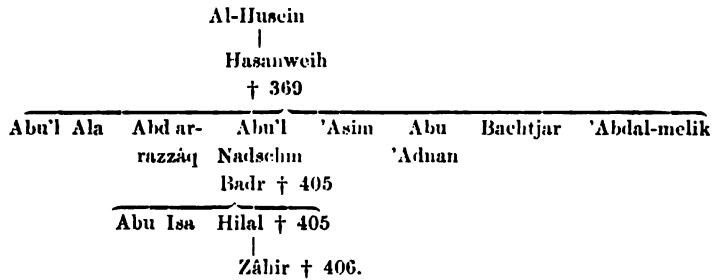 Al-Husein
Hasanweih
† 369
Abu'l Ala Abd ar- Abu'l 'Asim Abu Bachtjar 'Abdal-melik
razzâq Nadschm 'Adnan
Badr † 405
Abu Isa Hilal † 405
Zâhir † 406.